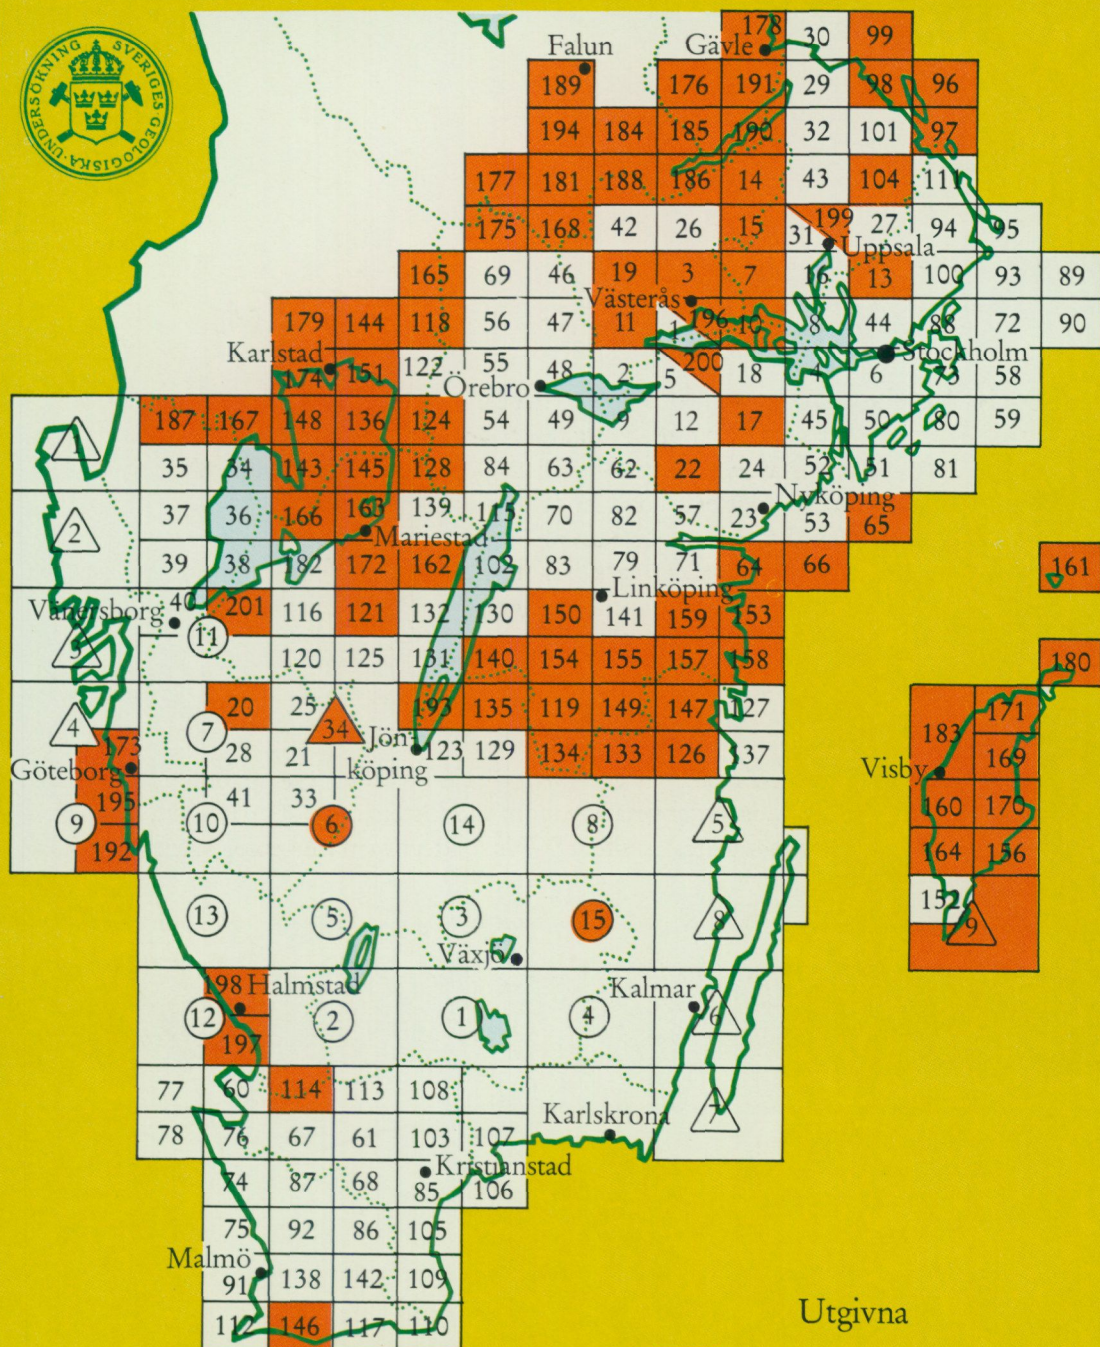 SVERIGES GEOLOGISKA UNDERSÖKNING
178 30 99
Falun Gävle
189 176 191 29 98 96
194 184 185 190 32 101 97
177 181 188 186 14 43 104 111
175 168 42 26 15 31 199 27 94 95
Uppsala
165 69 46 19 3 7 16 13 100 93 89
Västerås
179 144 118 56 47 11 1 196 10 8 44 88 72 90
Karlstad Stockholm
174 151 122 55 48 2 5 200 18 4 6 73 58
Örebro
187 167 148 136 124 54 49 9 12 17 45 50 80 59
1
35 34 143 145 128 84 63 62 22 24 52 51 81
Nyköping
37 36 166 163 139 115 70 82 57 23 53 65
2
Mariestad
39 38 182 172 162 102 83 79 71 64 66 161
Linköping
Vänersborg 40 201 116 121 132 130 150 141 159 153
11
3 120 125 131 140 154 155 157 158 180
20 25 34 193 135 119 149 147 127 183 171
4 7
173 28 21 Jön-
köping 123 129 134 133 126 137 169
Göteborg Visby
195 41 33 160 170
9 10 6 14 8 5
192 164 156
13 5 3 15 8 152 9
Växjö
198 Halmstad Kalmar
12 2 1 4 6
197
77 60 114 113 108
Karlskrona 7
78 76 67 61 103 107
Kristianstad
74 87 68 85 106
75 92 86 105
Malmö
91 138 142 109
112 146 117 110
Utgivna